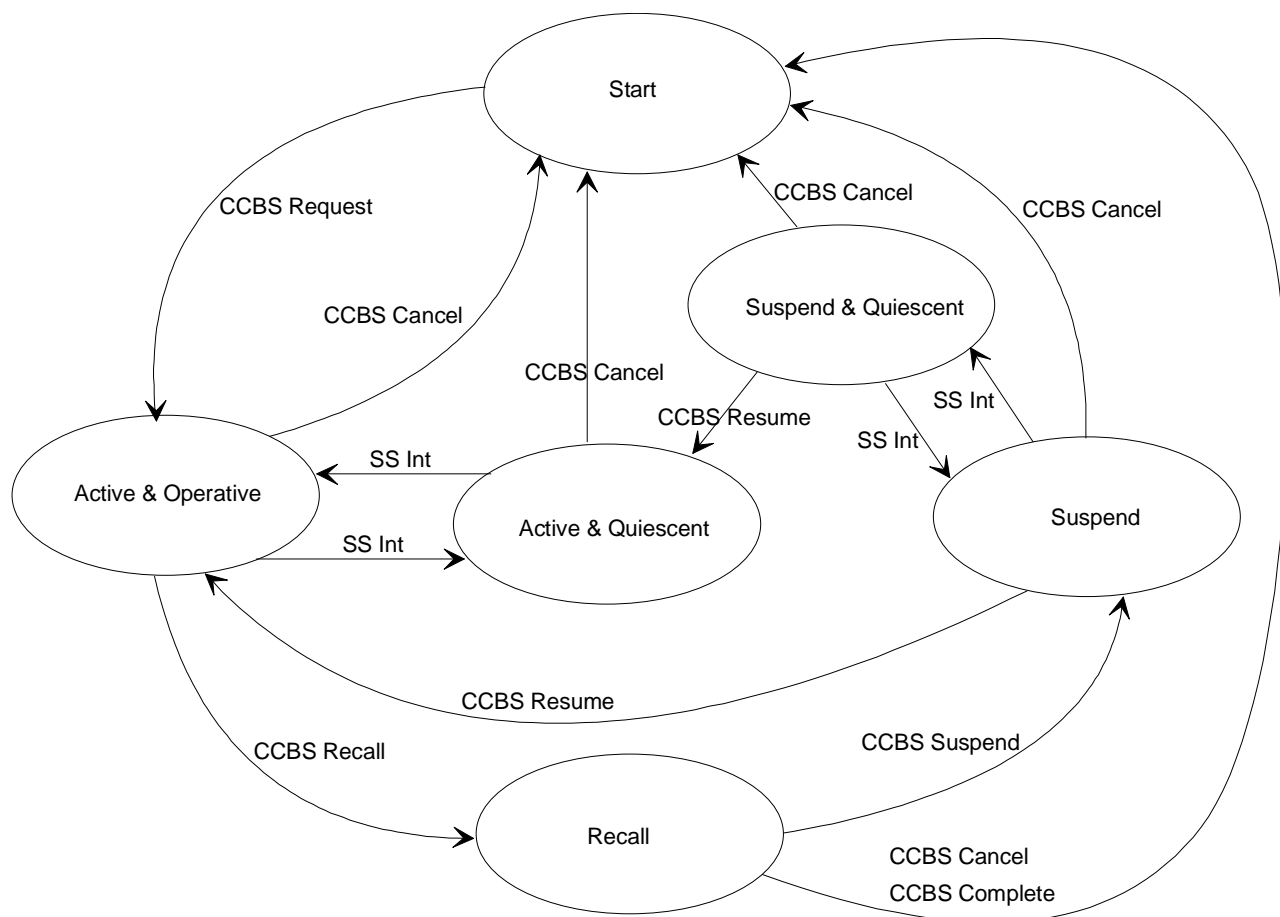 Start
CCBS Cancel
CCBS Request
CCBS Cancel
Suspend & Quiescent
CCBS Cancel
CCBS Cancel
SS Int
CCBS Resume
SS Int
SS Int
Active & Operative
Suspend
Active & Quiescent
SS Int
CCBS Resume
CCBS Suspend
CCBS Recall
Recall
CCBS Cancel
CCBS Complete